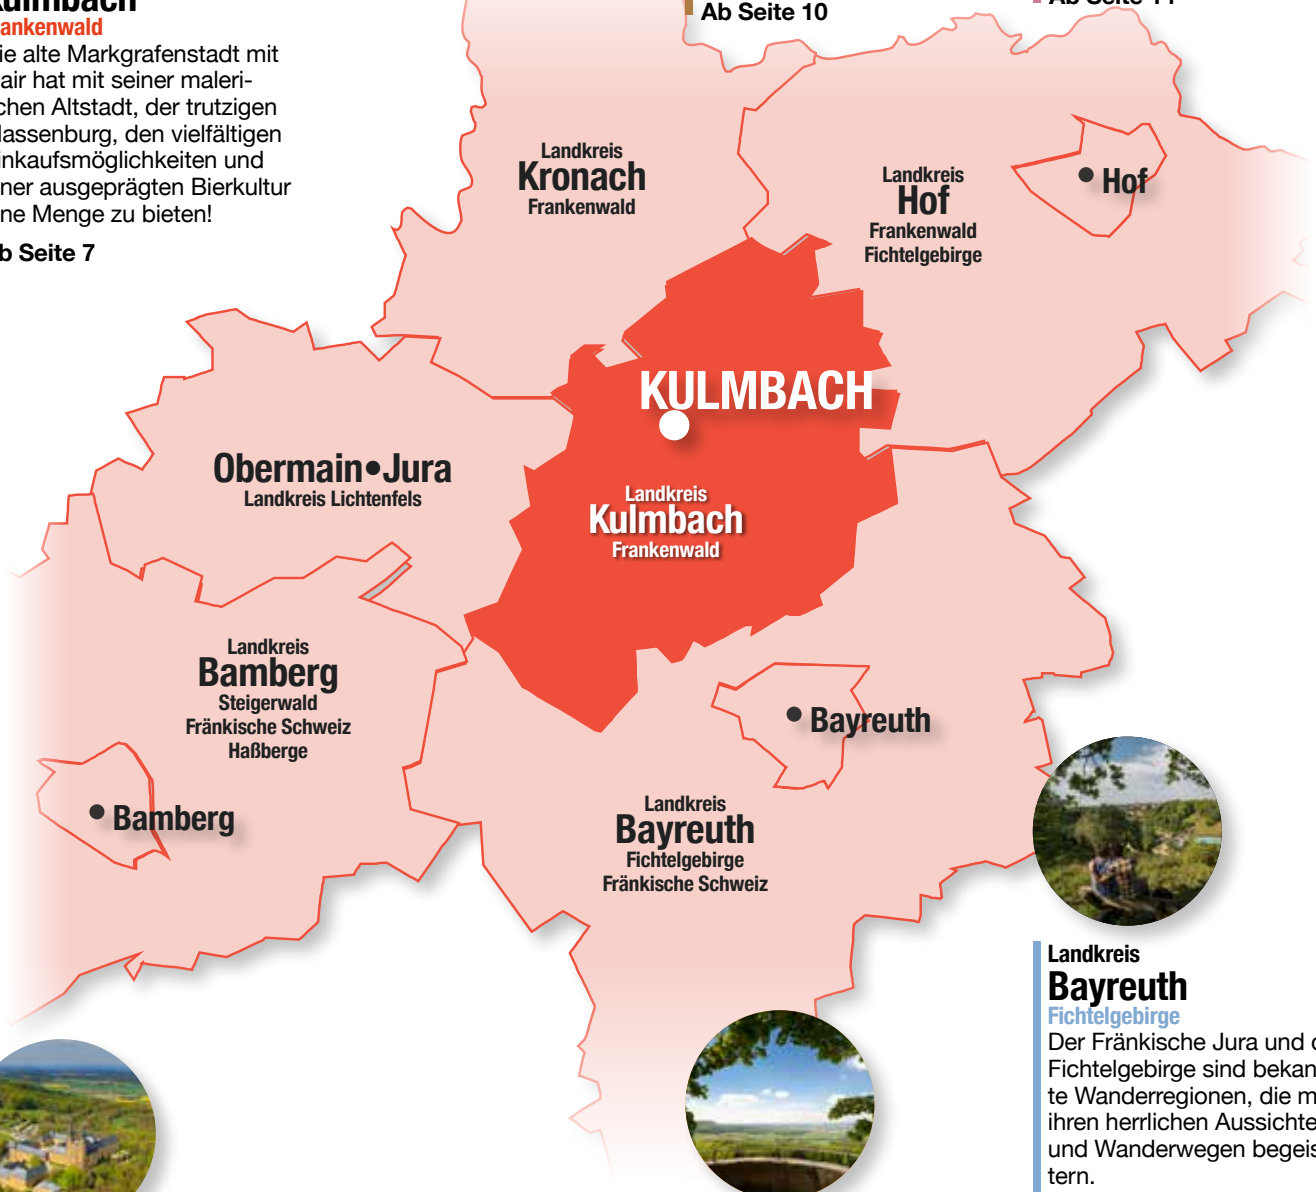 Kulmbach
ankenwald
ie alte Markgrafenstadt mit
air hat mit seiner maleri-
chen Altstadt, der trutzigen
lassenburg, den vielfältigen
inkaufsmöglichkeiten und
ner ausgeprägten Bierkultur
ne Menge zu bieten!
b Seite 7
Ab Seite 10
Landkreis
Kronach
Frankenwald
Landkreis
Hof
Frankenwald
Fichtelgebirge
Hof
KULMBACH
Obermain•Jura
Landkreis Lichtenfels
Landkreis
Kulmbach
Frankenwald
Landkreis
Bamberg
Steigerwald
Fränkische Schweiz
Haßberge
Bamberg
Bayreuth
Landkreis
Bayreuth
Fichtelgebirge
Fränkische Schweiz
Landkreis
Bayreuth
Fichtelgebirge
Der Fränkische Jura und
Fichtelgebirge sind bekan
te Wanderregionen, die m
ihren herrlichen Aussichte
und Wanderwegen begeis
tern.